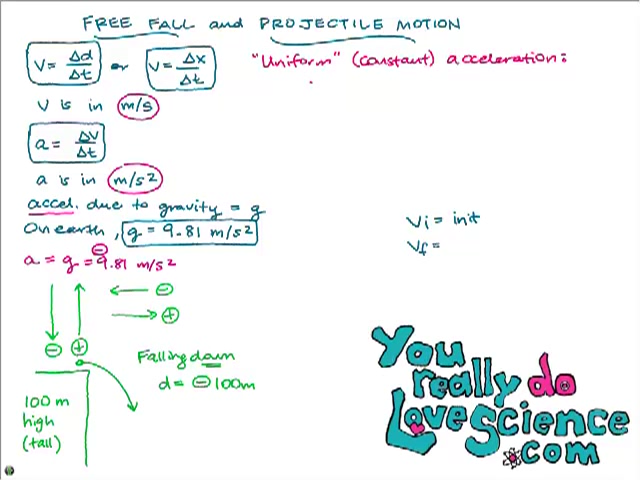 FREE FALL and PROJECTILE MOTION
V = Δd/Δt or V = Δx/Δt
"Uniform" (constant) acceleration:
V is in m/s
a = Δv/Δt
a is in m/s²
accel. due to gravity = g
On earth, g = 9.81 m/s²
a = g = -9.81 m/s²
Vi = init
Vf =
-
+
- +
Falling down
d = - 100m
100 m
high
(tall)
You
really do
Love Science
.com